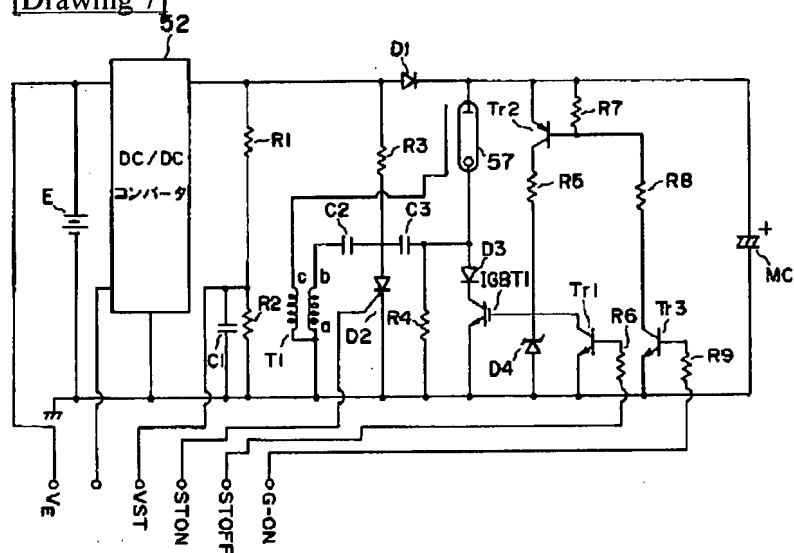 [Drawing 7]
52
D1
DC/DC
コンバータ
E
R1
R3
57
Tr2
R7
R5
R8
C2
C3
D3
IGBT1
+
MC
c
b
a
T1
R2
C1
D2
R4
D4
Tr1
R6
Tr3
R9
VE
VST
STON
STOFF
G-ON